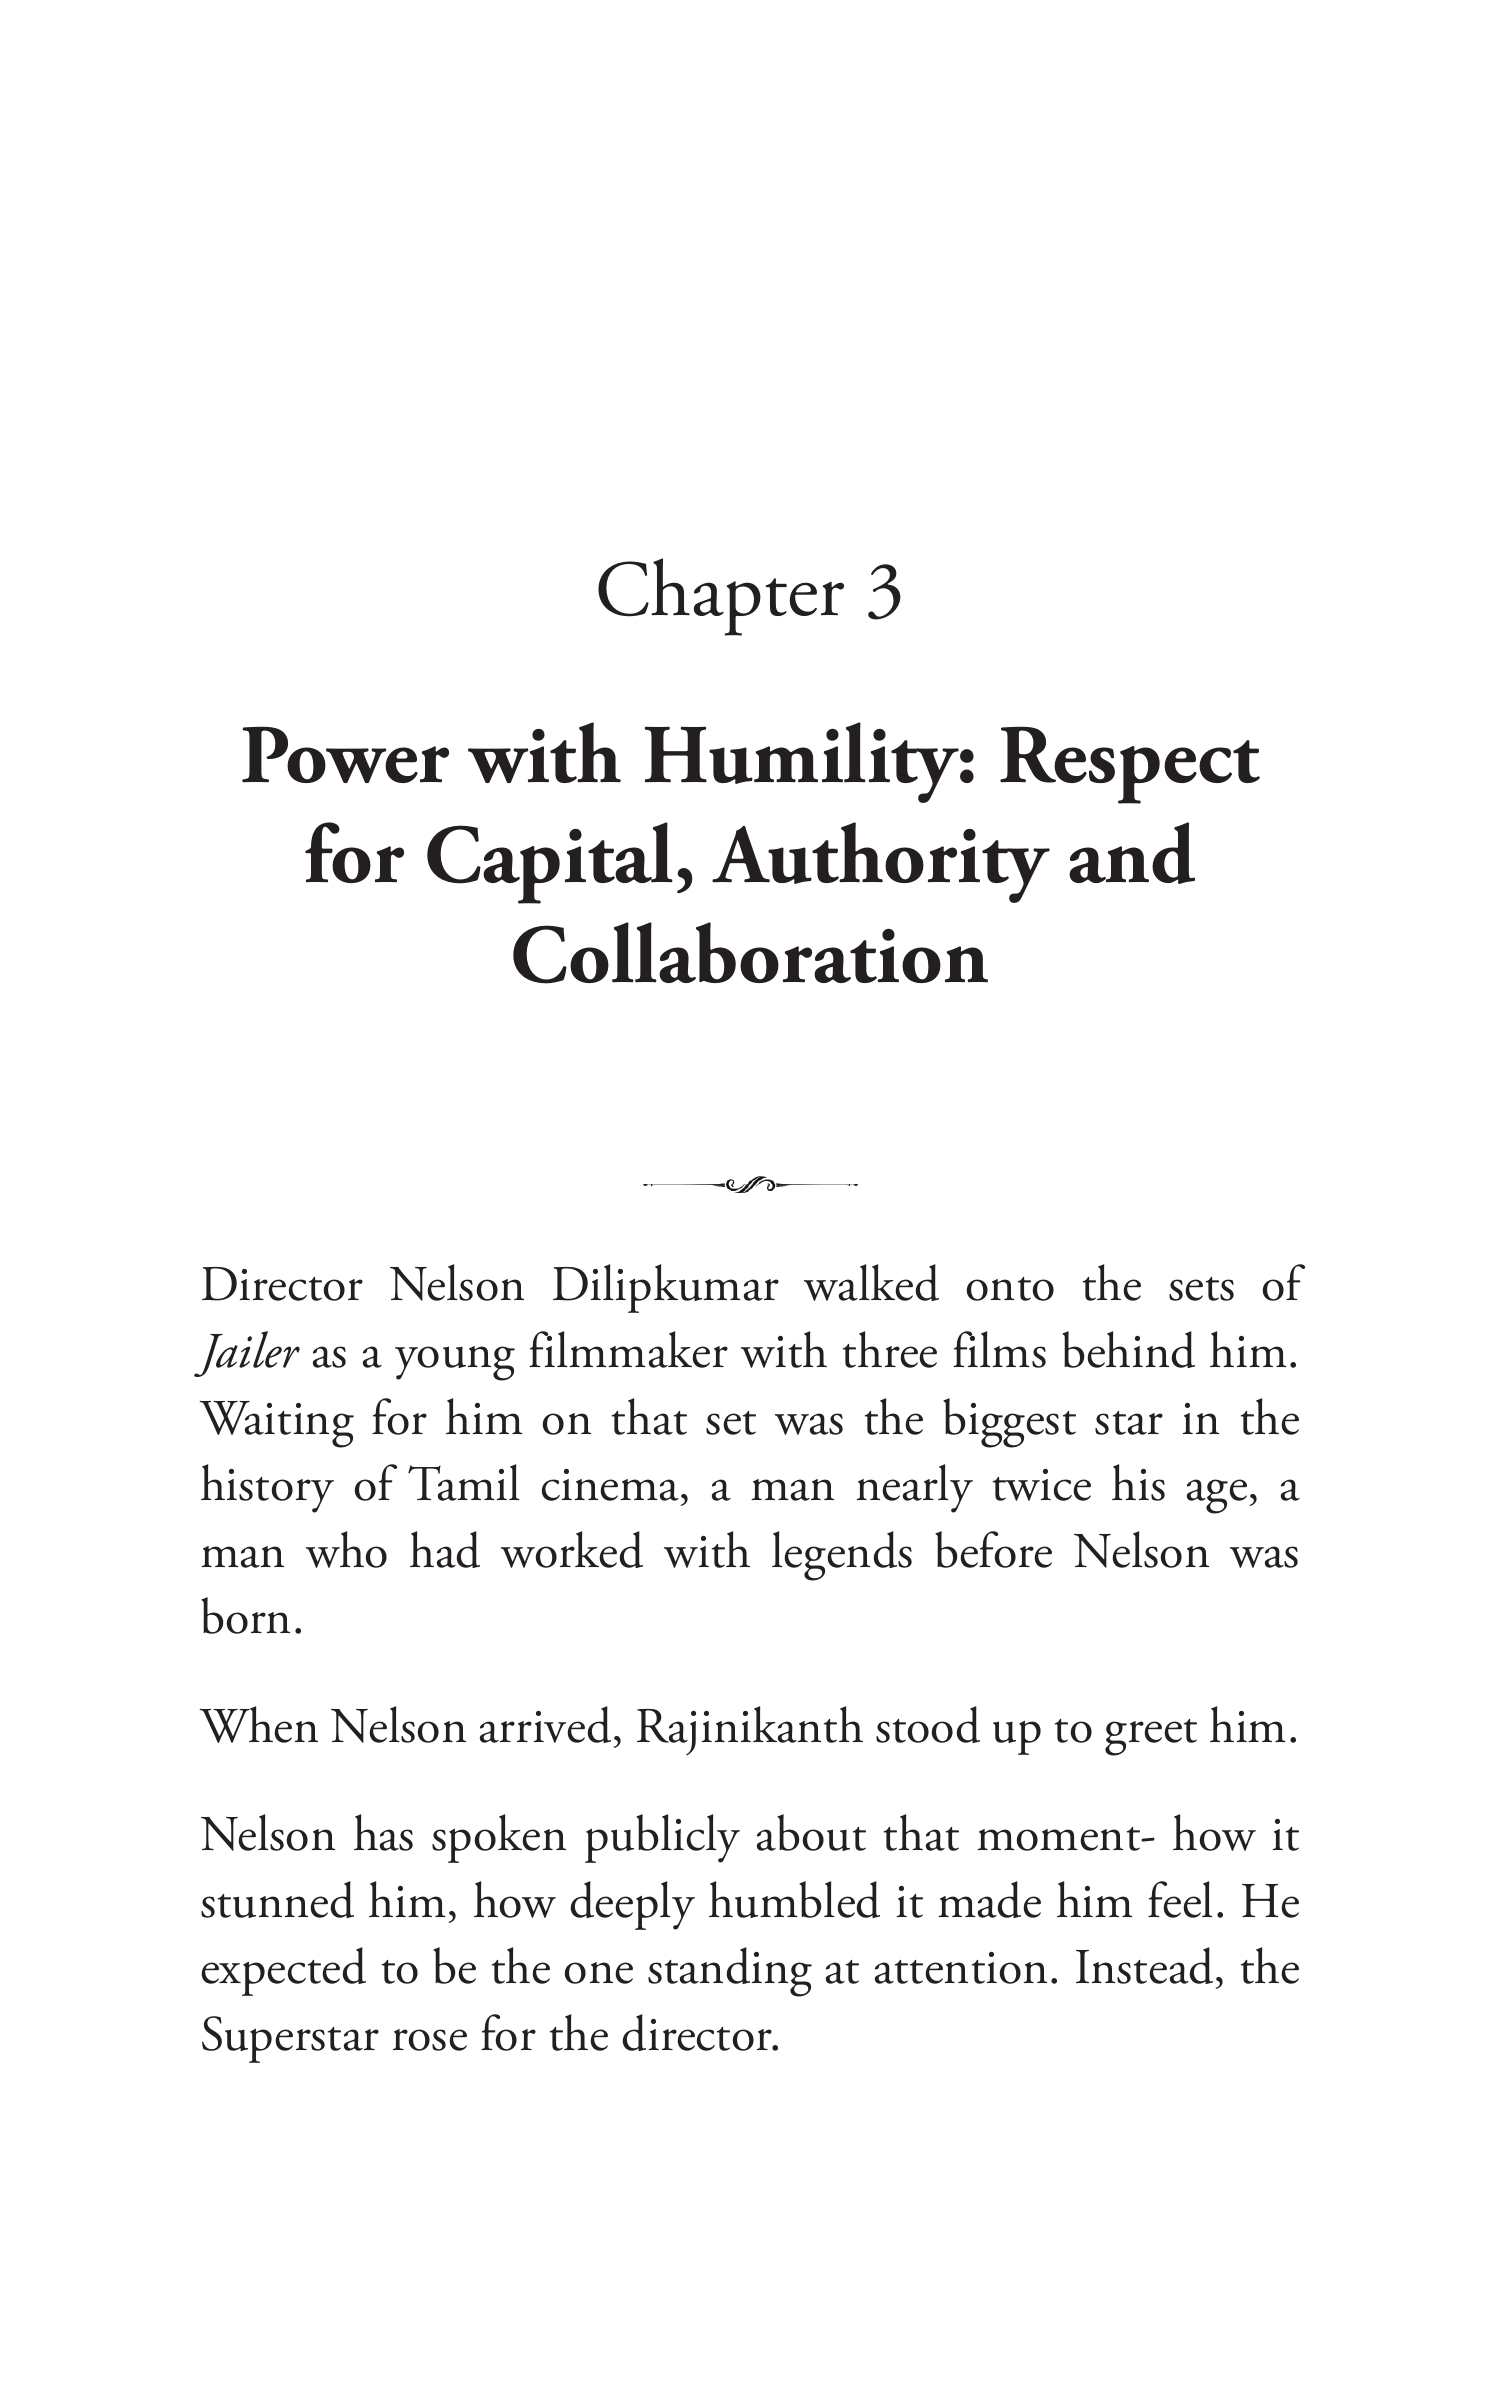 Chapter 3
Power with Humility: Respect
for Capital, Authority and
Collaboration
Director Nelson Dilipkumar walked onto the sets of
Jailer as a young filmmaker with three films behind him.
Waiting for him on that set was the biggest star in the
history of Tamil cinema, a man nearly twice his age, a
man who had worked with legends before Nelson was
born.
When Nelson arrived, Rajinikanth stood up to greet him.
Nelson has spoken publicly about that moment- how it
stunned him, how deeply humbled it made him feel. He
expected to be the one standing at attention. Instead, the
Superstar rose for the director.